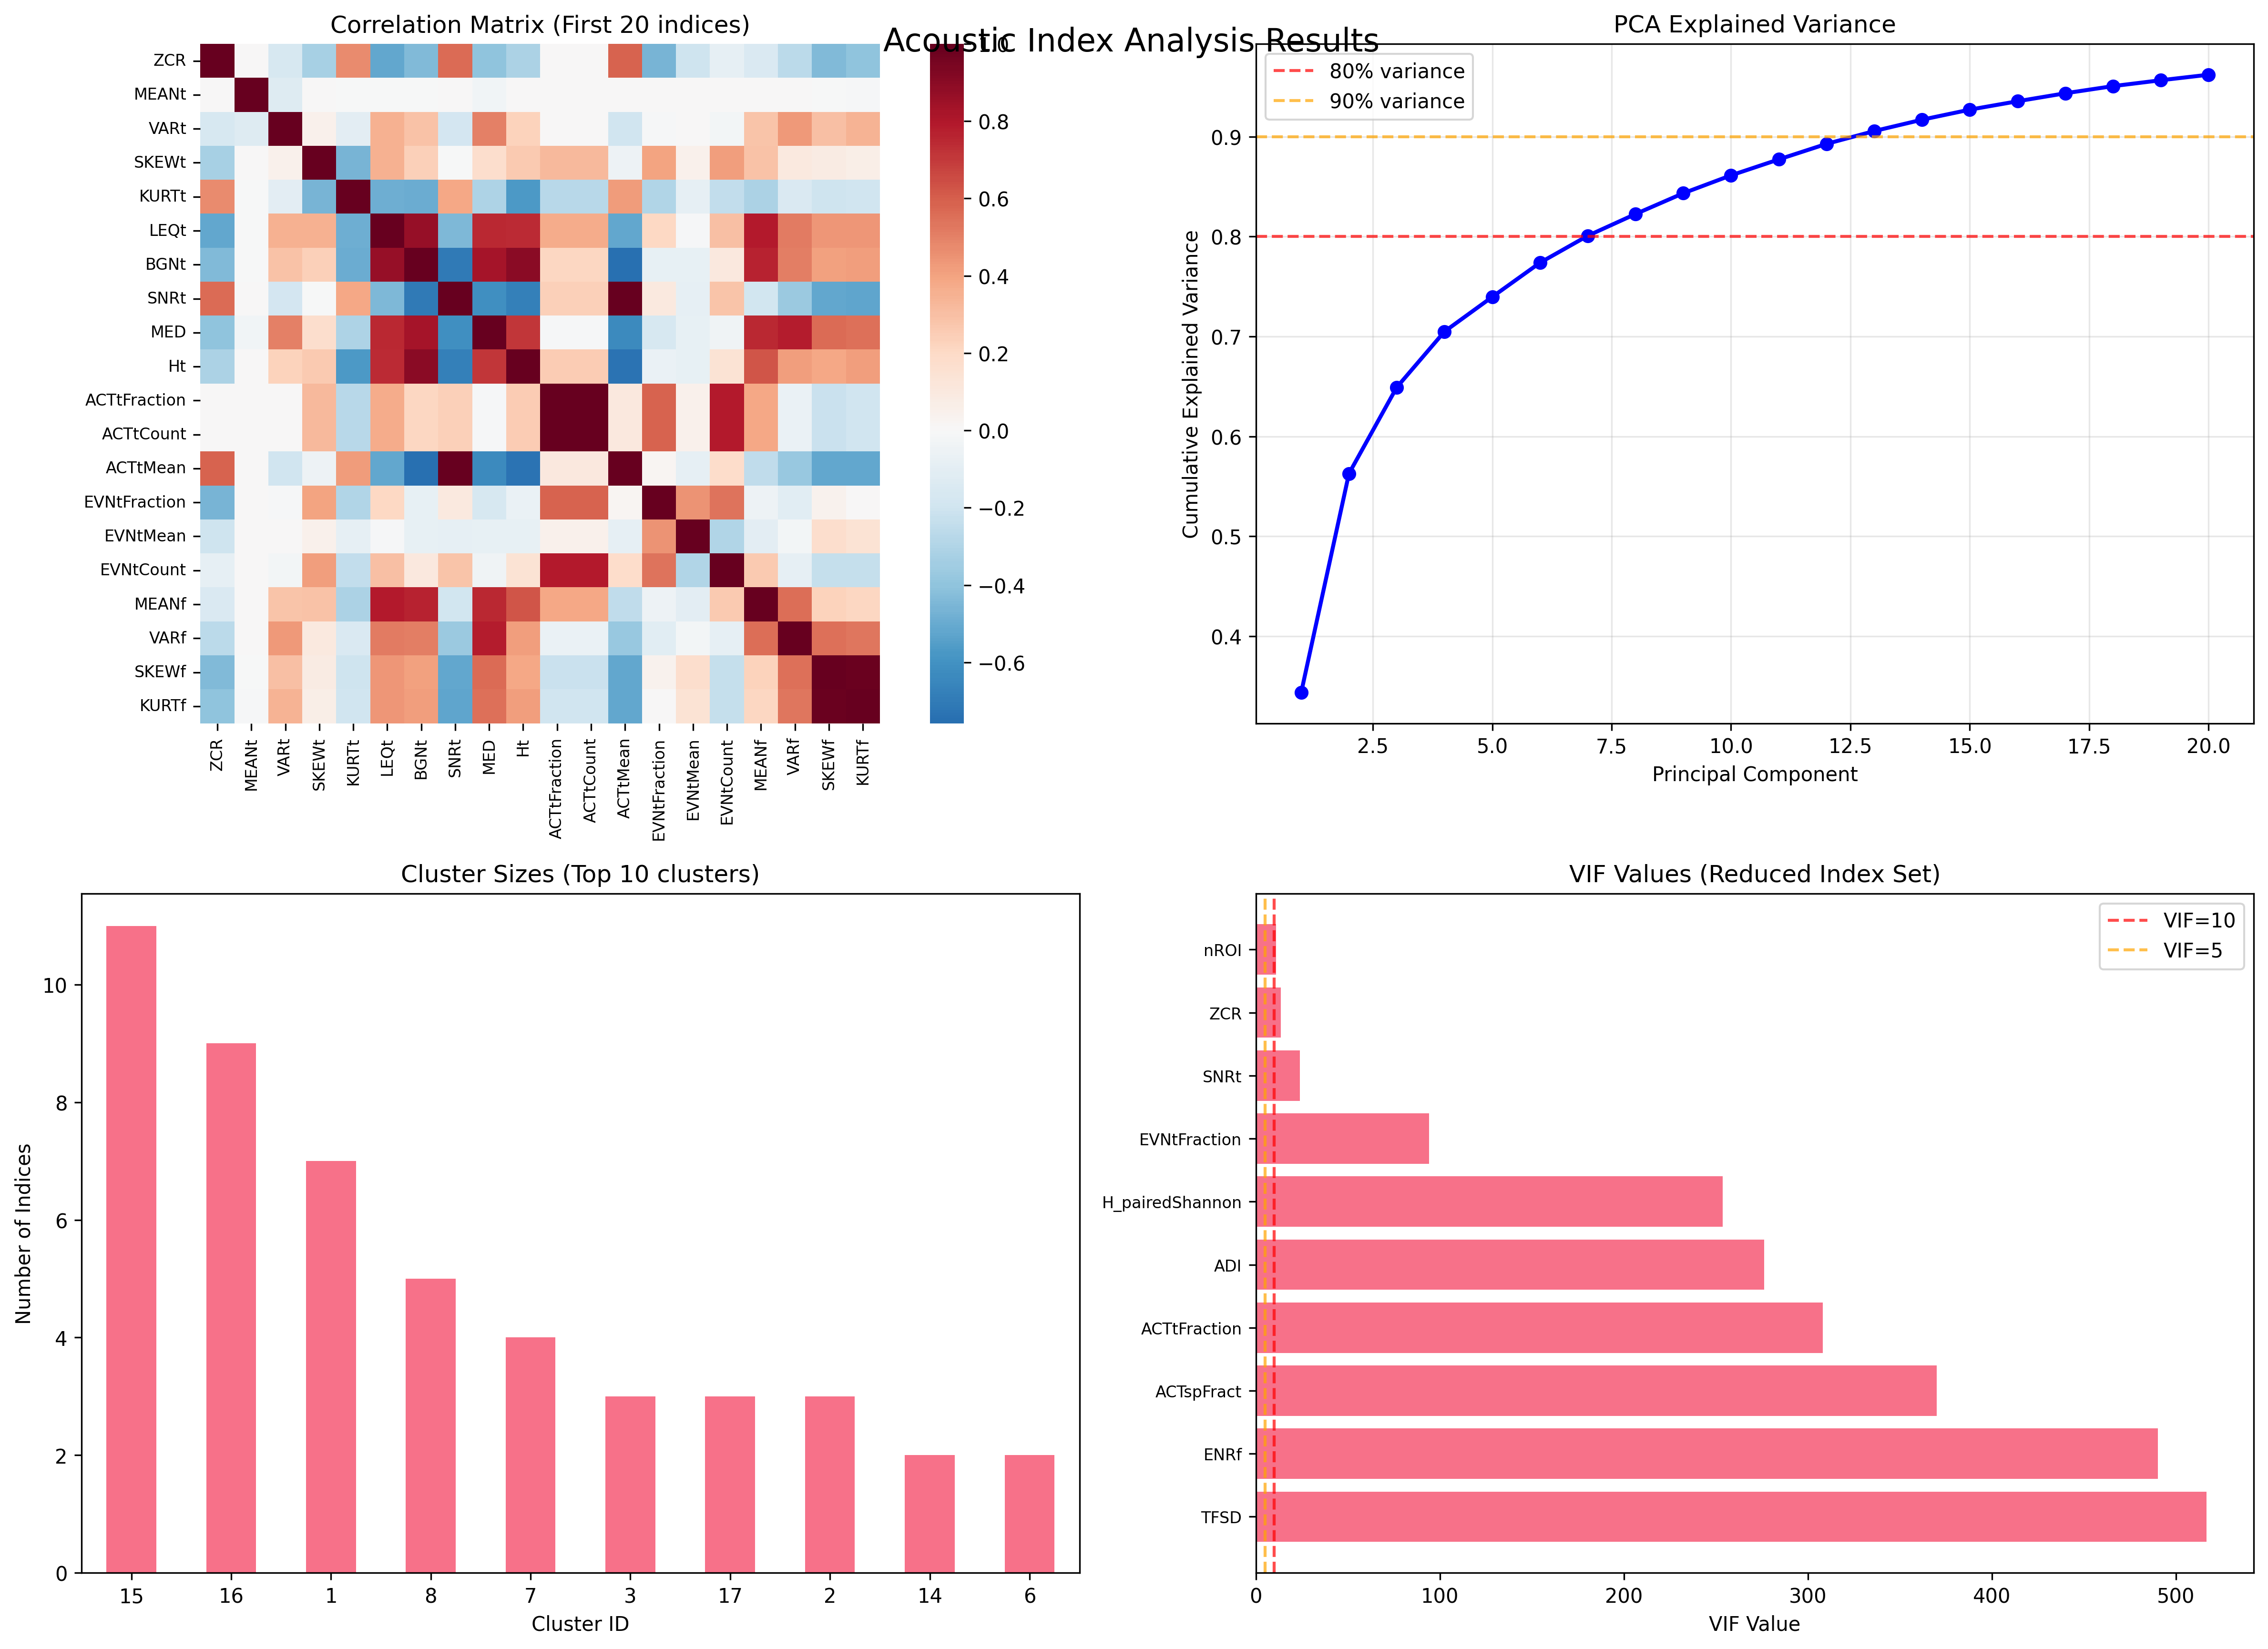 Acoustic Index Analysis Results
Correlation Matrix (First 20 indices)
ZCR
MEANt
VARt
SKEWt
KURTt
LEQt
BGNt
SNRt
MED
Ht
ACTtFraction
ACTtCount
ACTtMean
EVNtFraction
EVNtMean
EVNtCount
MEANf
VARf
SKEWf
KURTf
ZCR
MEANt
VARt
SKEWt
KURTt
LEQt
BGNt
SNRt
MED
Ht
ACTtFraction
ACTtCount
ACTtMean
EVNtFraction
EVNtMean
EVNtCount
MEANf
VARf
SKEWf
KURTf
1.0
0.8
0.6
0.4
0.2
0.0
−0.2
−0.4
−0.6
PCA Explained Variance
80% variance
90% variance
Cumulative Explained Variance
0.9
0.8
0.7
0.6
0.5
0.4
2.5 5.0 7.5 10.0 12.5 15.0 17.5 20.0
Principal Component
Cluster Sizes (Top 10 clusters)
Number of Indices
10
8
6
4
2
0
15 16 1 8 7 3 17 2 14 6
Cluster ID
VIF Values (Reduced Index Set)
VIF=10
VIF=5
nROI
ZCR
SNRt
EVNtFraction
H_pairedShannon
ADI
ACTtFraction
ACTspFract
ENRf
TFSD
0 100 200 300 400 500
VIF Value